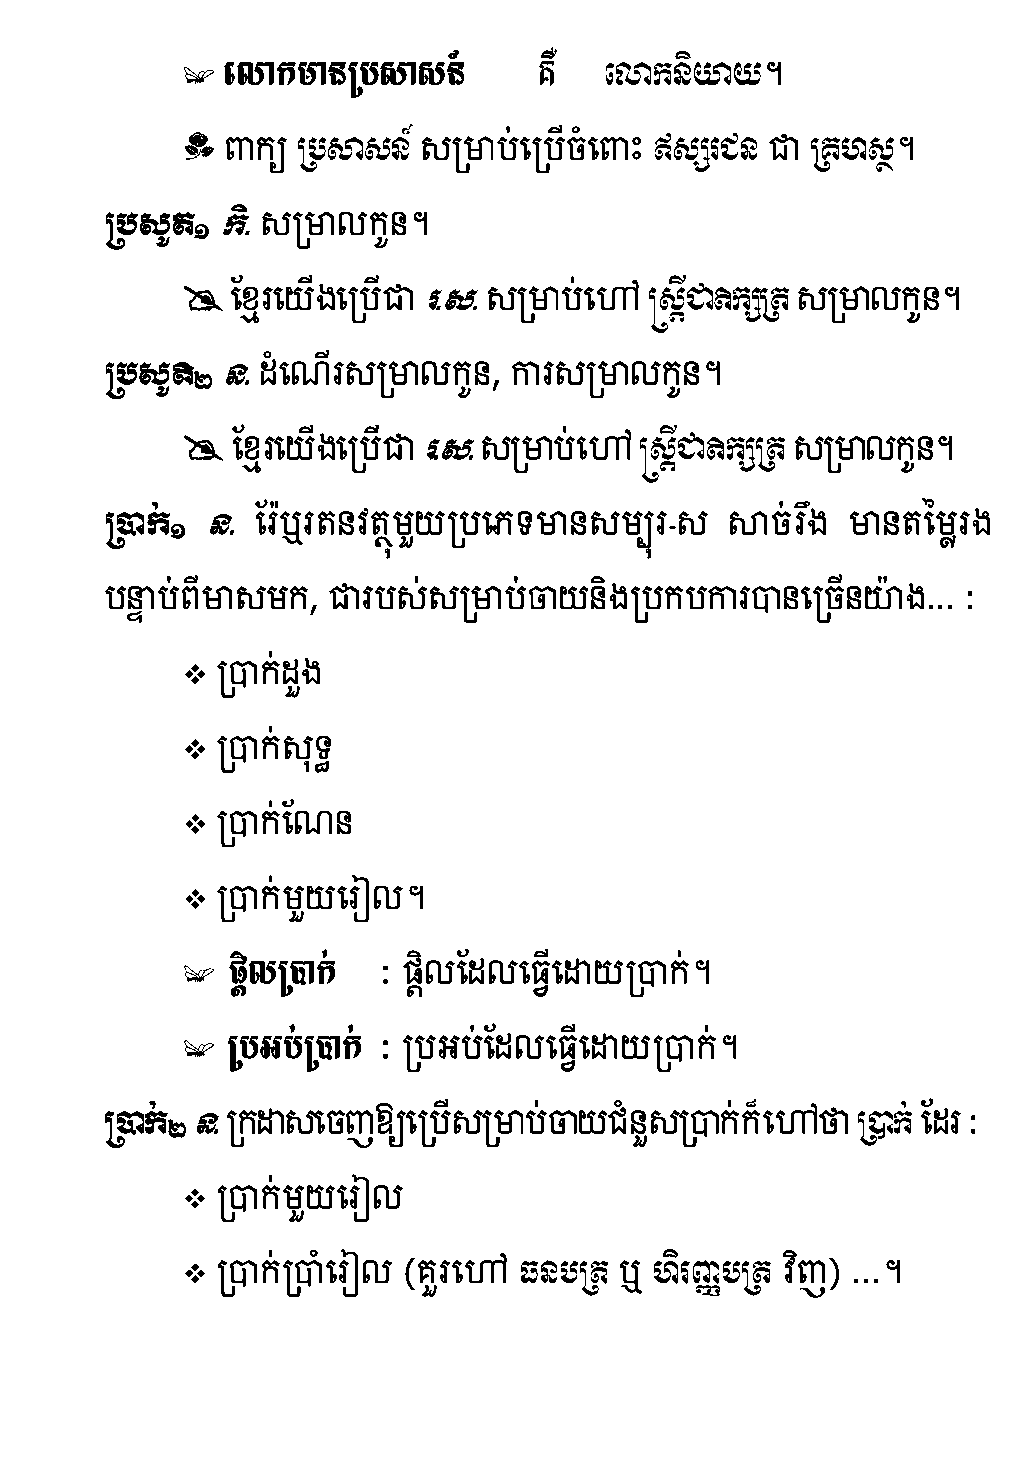 លោកមានប្រសាសន៍ គឺ លោកនិយាយ។
ពាក្យ ប្រសាសន៍ សម្រាប់ប្រើចំពោះ ឥស្សរជន ជា គ្រហស្ថ។
ប្រសូត១ កិ. សម្រាលកូន។
ខ្មែរយើងប្រើជា រ.ស. សម្រាប់ហៅ ស្ត្រីជាតិក្សត្រ សម្រាលកូន។
ប្រសូតិ២ ន. ដំណើរសម្រាលកូន, ការសម្រាលកូន។
ខ្មែរយើងប្រើជា រ.ស. សម្រាប់ហៅ ស្ត្រីជាតិក្សត្រ សម្រាលកូន។
ប្រាក់១ ន. រ៉ែឬរតនវត្ថុមួយប្រភេទមានសម្បុរ-ស សាច់រឹង មានតម្លៃរង
បន្ទាប់ពីមាសមក, ជារបស់សម្រាប់ចាយនិងប្រកបការបានច្រើនយ៉ាង... :
❖ ប្រាក់ដួង
❖ ប្រាក់សុទ្ធ
❖ ប្រាក់ណែន
❖ ប្រាក់មួយរៀល។
ផ្តិលប្រាក់ : ផ្តិលដែលធ្វើដោយប្រាក់។
ប្រអប់ប្រាក់ : ប្រអប់ដែលធ្វើដោយប្រាក់។
ប្រាក់២ ន. ក្រដាសចេញឱ្យប្រើសម្រាប់ចាយជំនួសប្រាក់ក៏ហៅថា ប្រាក់ ដែរ :
❖ ប្រាក់មួយរៀល
❖ ប្រាក់ប្រាំរៀល (គួរហៅ ធនបត្រ ឬ ហិរញ្ញបត្រ វិញ) ...។